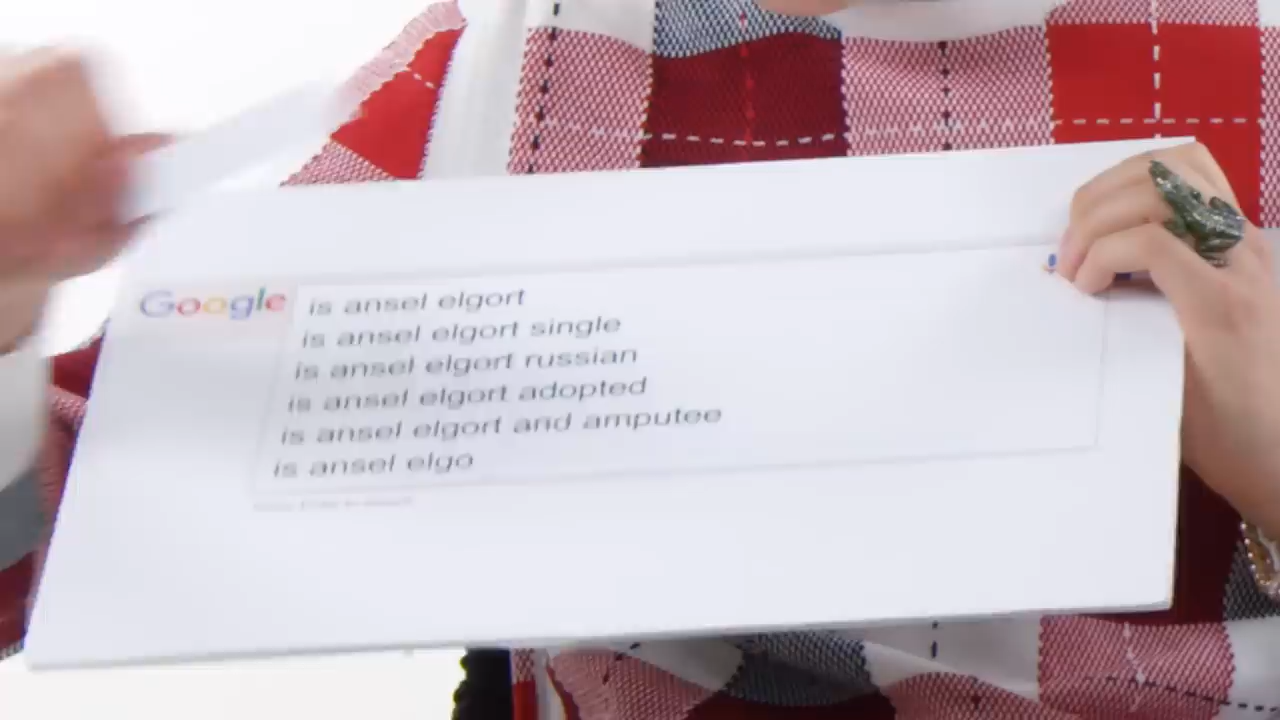 Google is ansel elgort
is ansel elgort single
is ansel elgort russian
is ansel elgort adopted
is ansel elgort and amputee
is ansel elgo